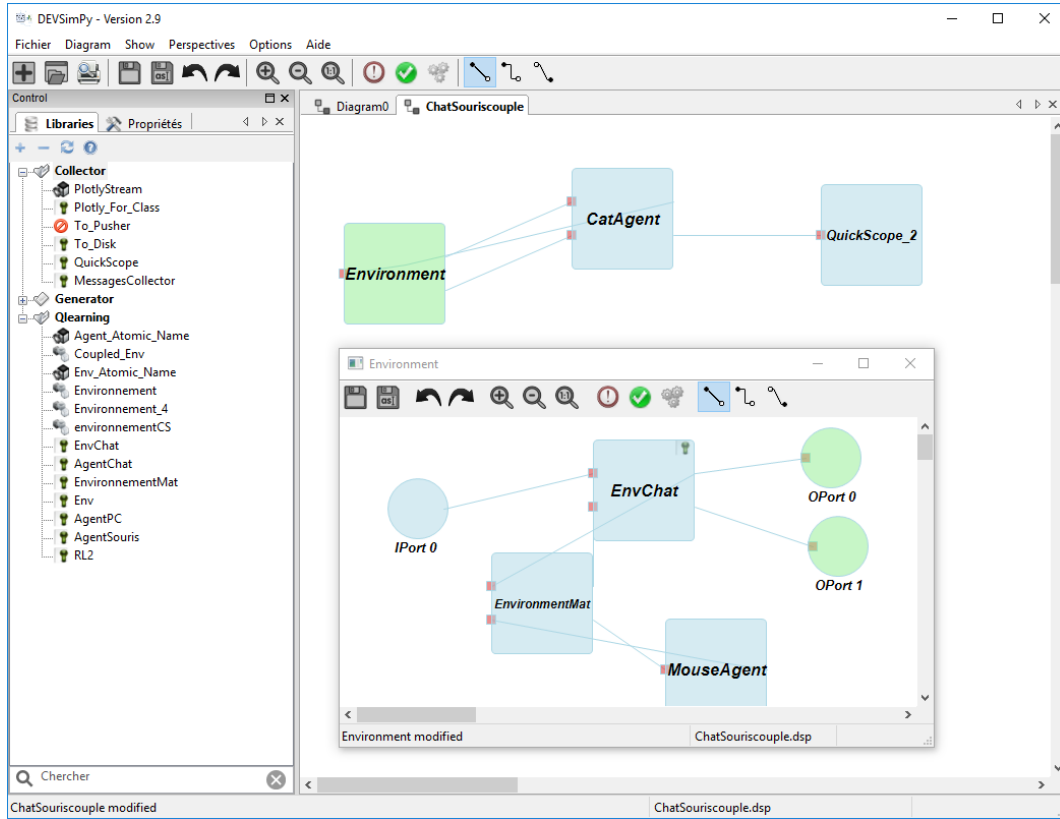 DEVSimPy - Version 2.9
Fichier Diagram Show Perspectives Options Aide
Control
Libraries Propriétés
Diagram0 ChatSouriscouple
Collector
PlotlyStream
Plotly_For_Class
To_Pusher
To_Disk
QuickScope
MessagesCollector
Generator
Qlearning
Agent_Atomic_Name
Coupled_Env
Env_Atomic_Name
Environnement
Environnement_4
environnementCS
EnvChat
AgentChat
EnvironnementMat
Env
AgentPC
AgentSouris
RL2
Chercher
CatAgent
QuickScope_2
Environment
Environment
EnvChat
OPort 0
IPort 0
OPort 1
EnvironmentMat
MouseAgent
Environment modified ChatSouriscouple.dsp
ChatSouriscouple modified ChatSouriscouple.dsp